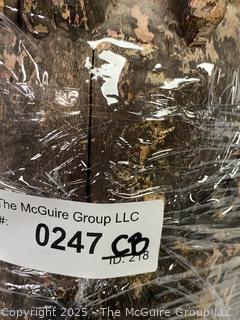 The McGuire Group LLC
#:
0247 CB
ID: 218
Copyright 2025 - The McGuire Group LLC